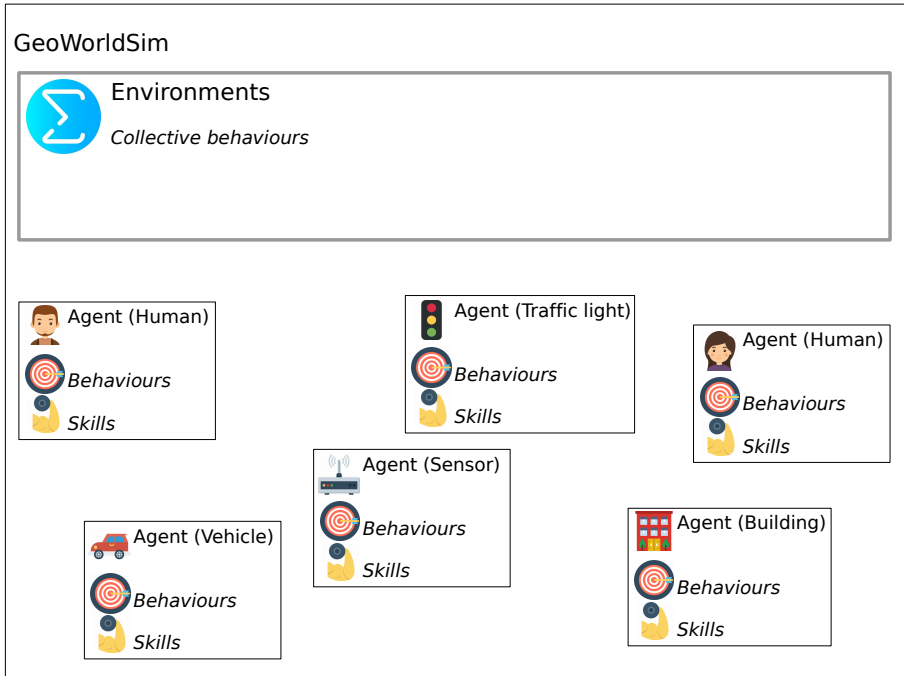 GeoWorldSim
Environments
Collective behaviours
Agent (Human)
Behaviours
Skills
Agent (Traffic light)
Behaviours
Skills
Agent (Human)
Behaviours
Skills
Agent (Sensor)
Behaviours
Skills
Agent (Vehicle)
Behaviours
Skills
Agent (Building)
Behaviours
Skills